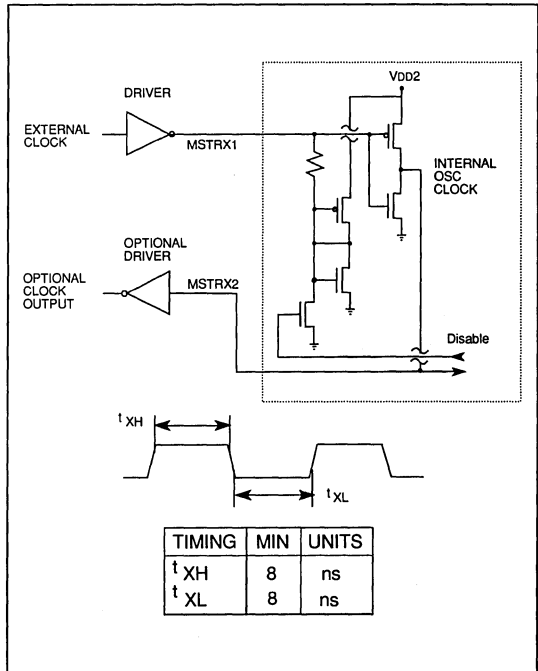 VDD2
DRIVER
EXTERNAL
CLOCK
MSTRX1
INTERNAL
OSC
CLOCK
OPTIONAL
DRIVER
OPTIONAL
CLOCK
OUTPUT
MSTRX2
Disable
t XH
t XL
TIMING MIN UNITS
t XH 8 ns
t XL 8 ns